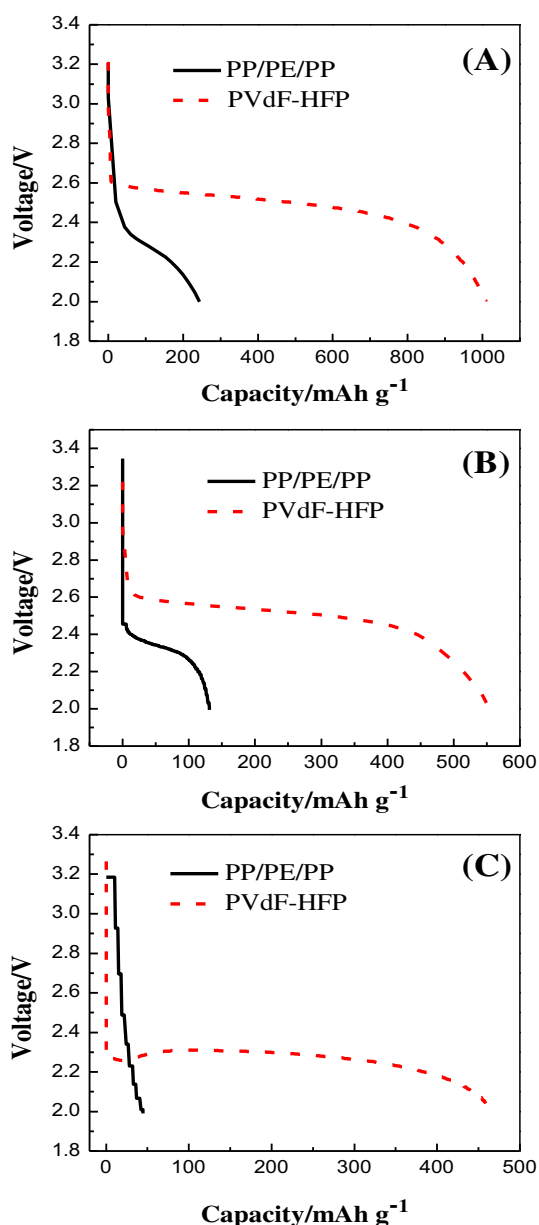 (A)
PP/PE/PP
PVdF-HFP
Voltage/V
3.4
3.2
3.0
2.8
2.6
2.4
2.2
2.0
1.8
0 200 400 600 800 1000
Capacity/mAh g-1
(B)
PP/PE/PP
PVdF-HFP
Voltage/V
3.4
3.2
3.0
2.8
2.6
2.4
2.2
2.0
1.8
0 100 200 300 400 500 600
Capacity/mAh g-1
(C)
PP/PE/PP
PVdF-HFP
Voltage/V
3.4
3.2
3.0
2.8
2.6
2.4
2.2
2.0
1.8
0 100 200 300 400 500
Capacity/mAh g-1